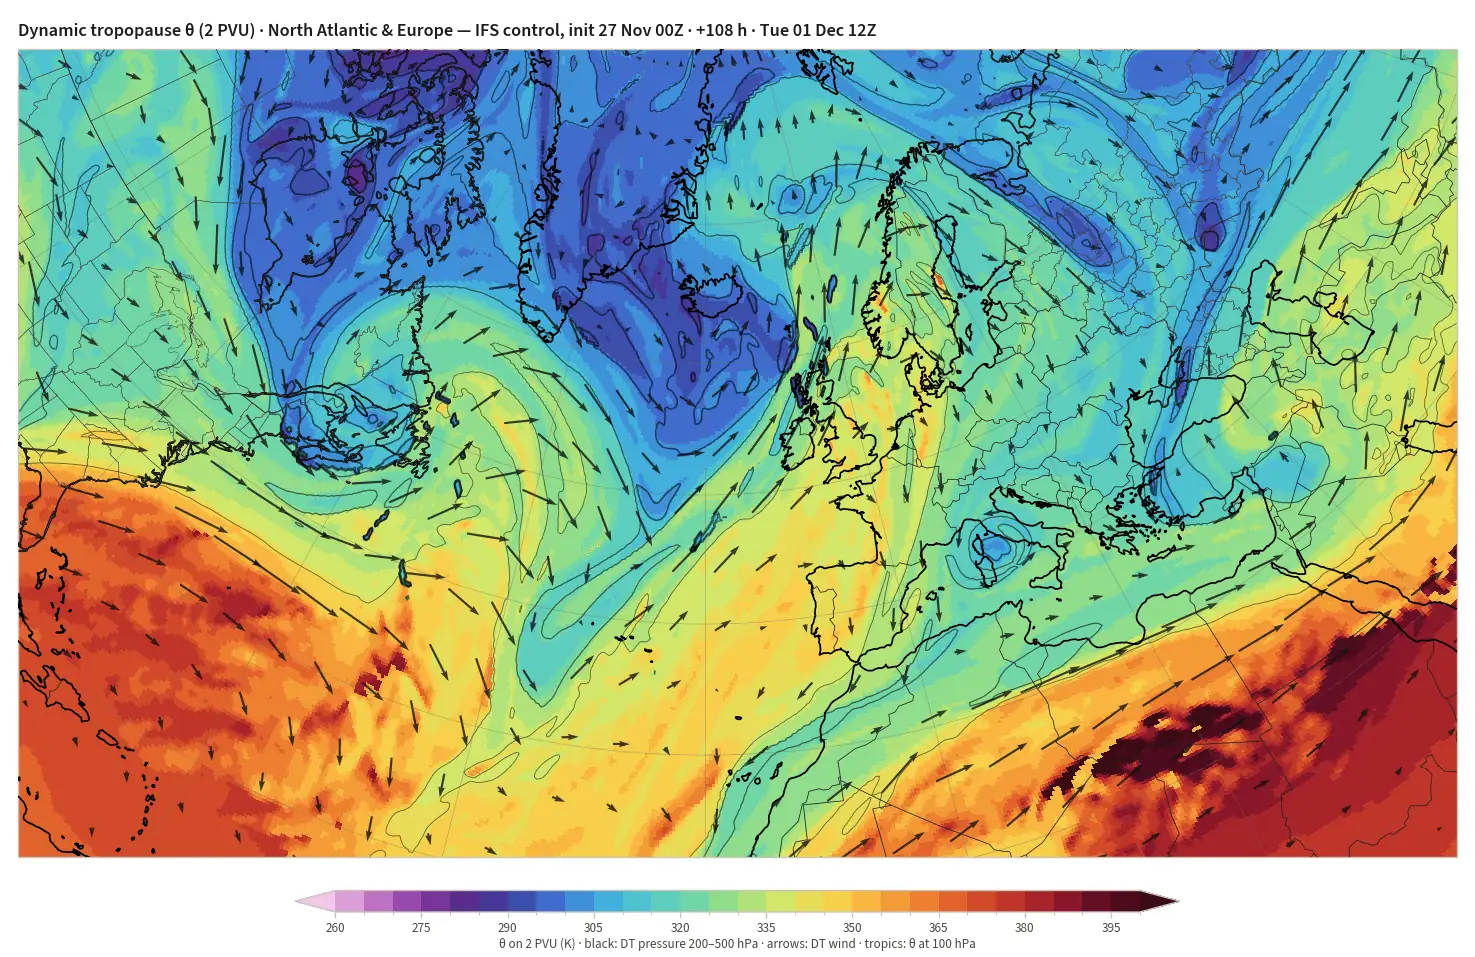 Dynamic tropopause θ (2 PVU) · North Atlantic & Europe — IFS control, init 27 Nov 00Z · +108 h · Tue 01 Dec 12Z
260 275 290 305 320 335 350 365 380 395
θ on 2 PVU (K) · black: DT pressure 200–500 hPa · arrows: DT wind · tropics: θ at 100 hPa